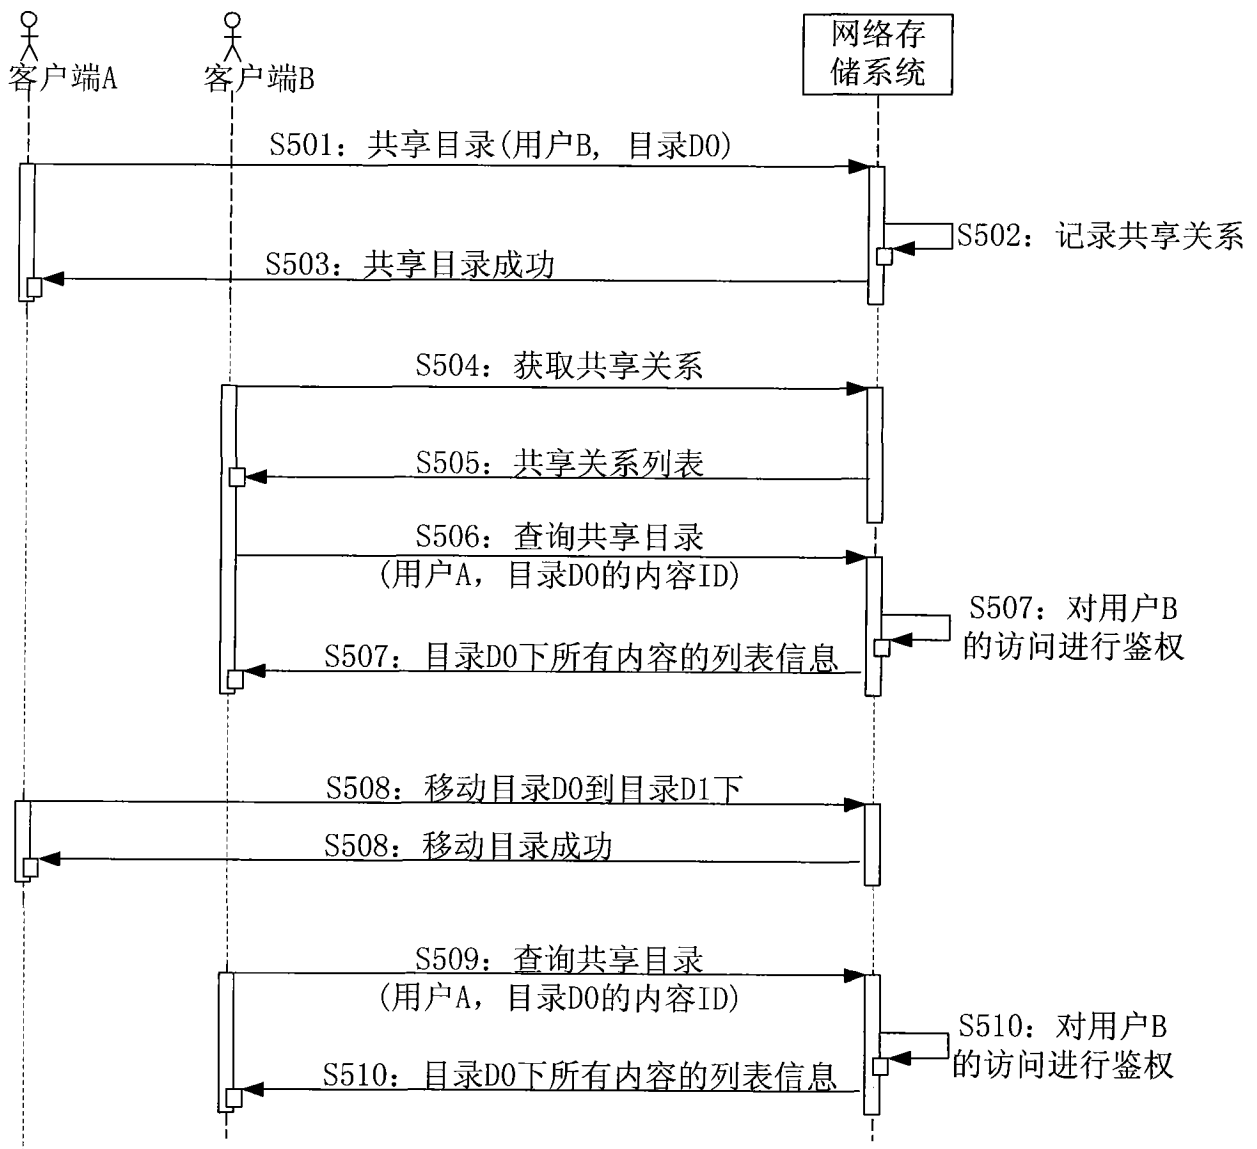 客户端A
客户端B
网络存
储系统
S501：共享目录(用户B, 目录D0)
S502：记录共享关系
S503：共享目录成功
S504：获取共享关系
S505：共享关系列表
S506：查询共享目录
(用户A，目录D0的内容ID)
S507：对用户B
的访问进行鉴权
S507：目录D0下所有内容的列表信息
S508：移动目录D0到目录D1下
S508：移动目录成功
S509：查询共享目录
(用户A，目录D0的内容ID)
S510：对用户B
的访问进行鉴权
S510：目录D0下所有内容的列表信息